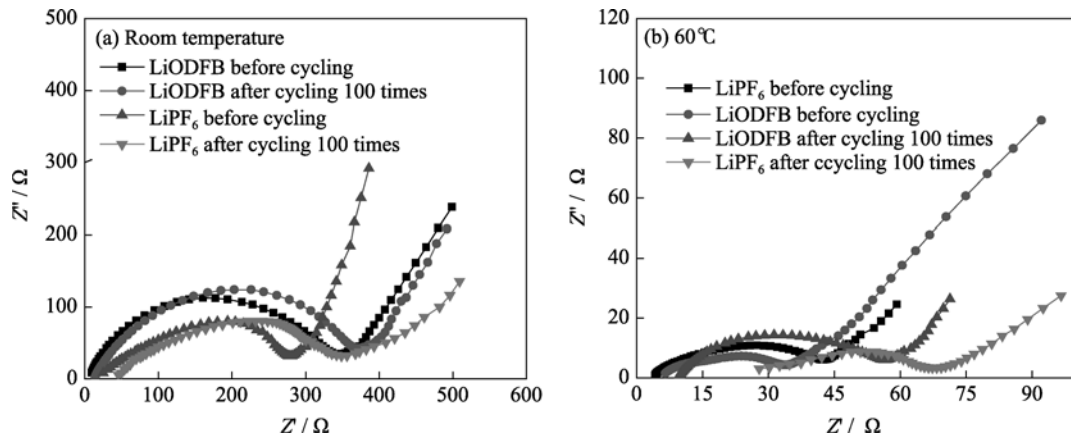 (a) Room temperature
LiODFB before cycling
LiODFB after cycling 100 times
LiPF6 before cycling
LiPF6 after cycling 100 times
500
400
300
200
100
0
Z'' / Ω
0 100 200 300 400 500 600
Z' / Ω
(b) 60℃
LiPF6 before cycling
LiODFB before cycling
LiODFB after cycling 100 times
LiPF6 after ccycling 100 times
120
100
80
60
40
20
0
Z'' / Ω
0 15 30 45 60 75 90
Z' / Ω